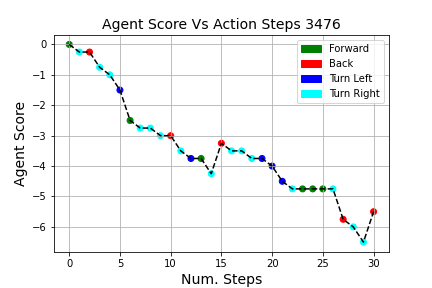 Agent Score Vs Action Steps 3476
Forward
Back
Turn Left
Turn Right
Agent Score
0
−1
−2
−3
−4
−5
−6
0 5 10 15 20 25 30
Num. Steps